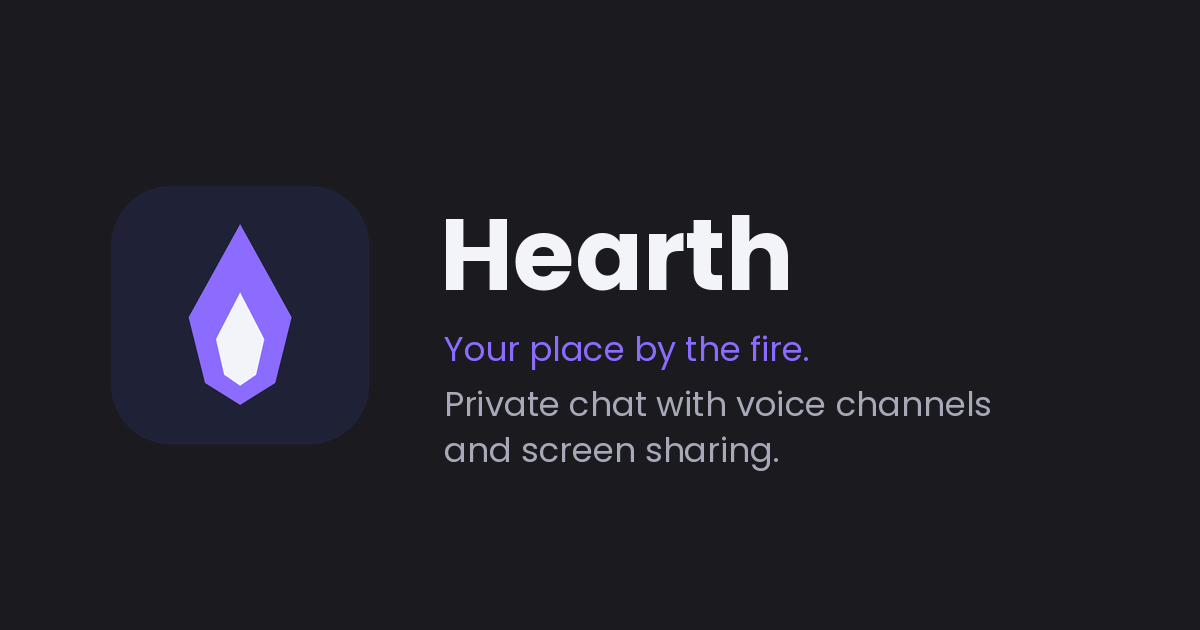 Hearth
Your place by the fire.
Private chat with voice channels
and screen sharing.